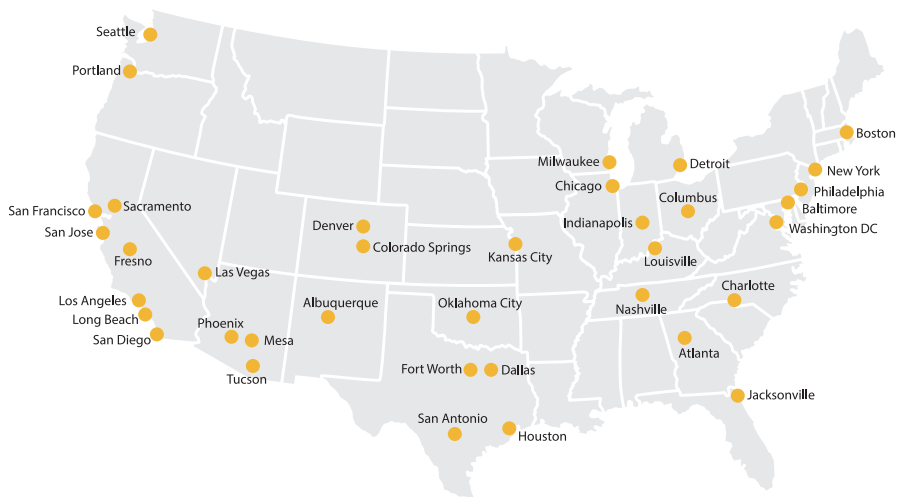 Seattle
Portland
Boston
Milwaukee
Detroit
New York
Chicago
Philadelphia
Columbus
Baltimore
San Francisco
Sacramento
Indianapolis
Washington DC
Denver
San Jose
Colorado Springs
Kansas City
Louisville
Fresno
Las Vegas
Charlotte
Los Angeles
Albuquerque
Oklahoma City
Nashville
Long Beach
Phoenix
San Diego
Mesa
Atlanta
Fort Worth
Dallas
Tucson
Jacksonville
San Antonio
Houston